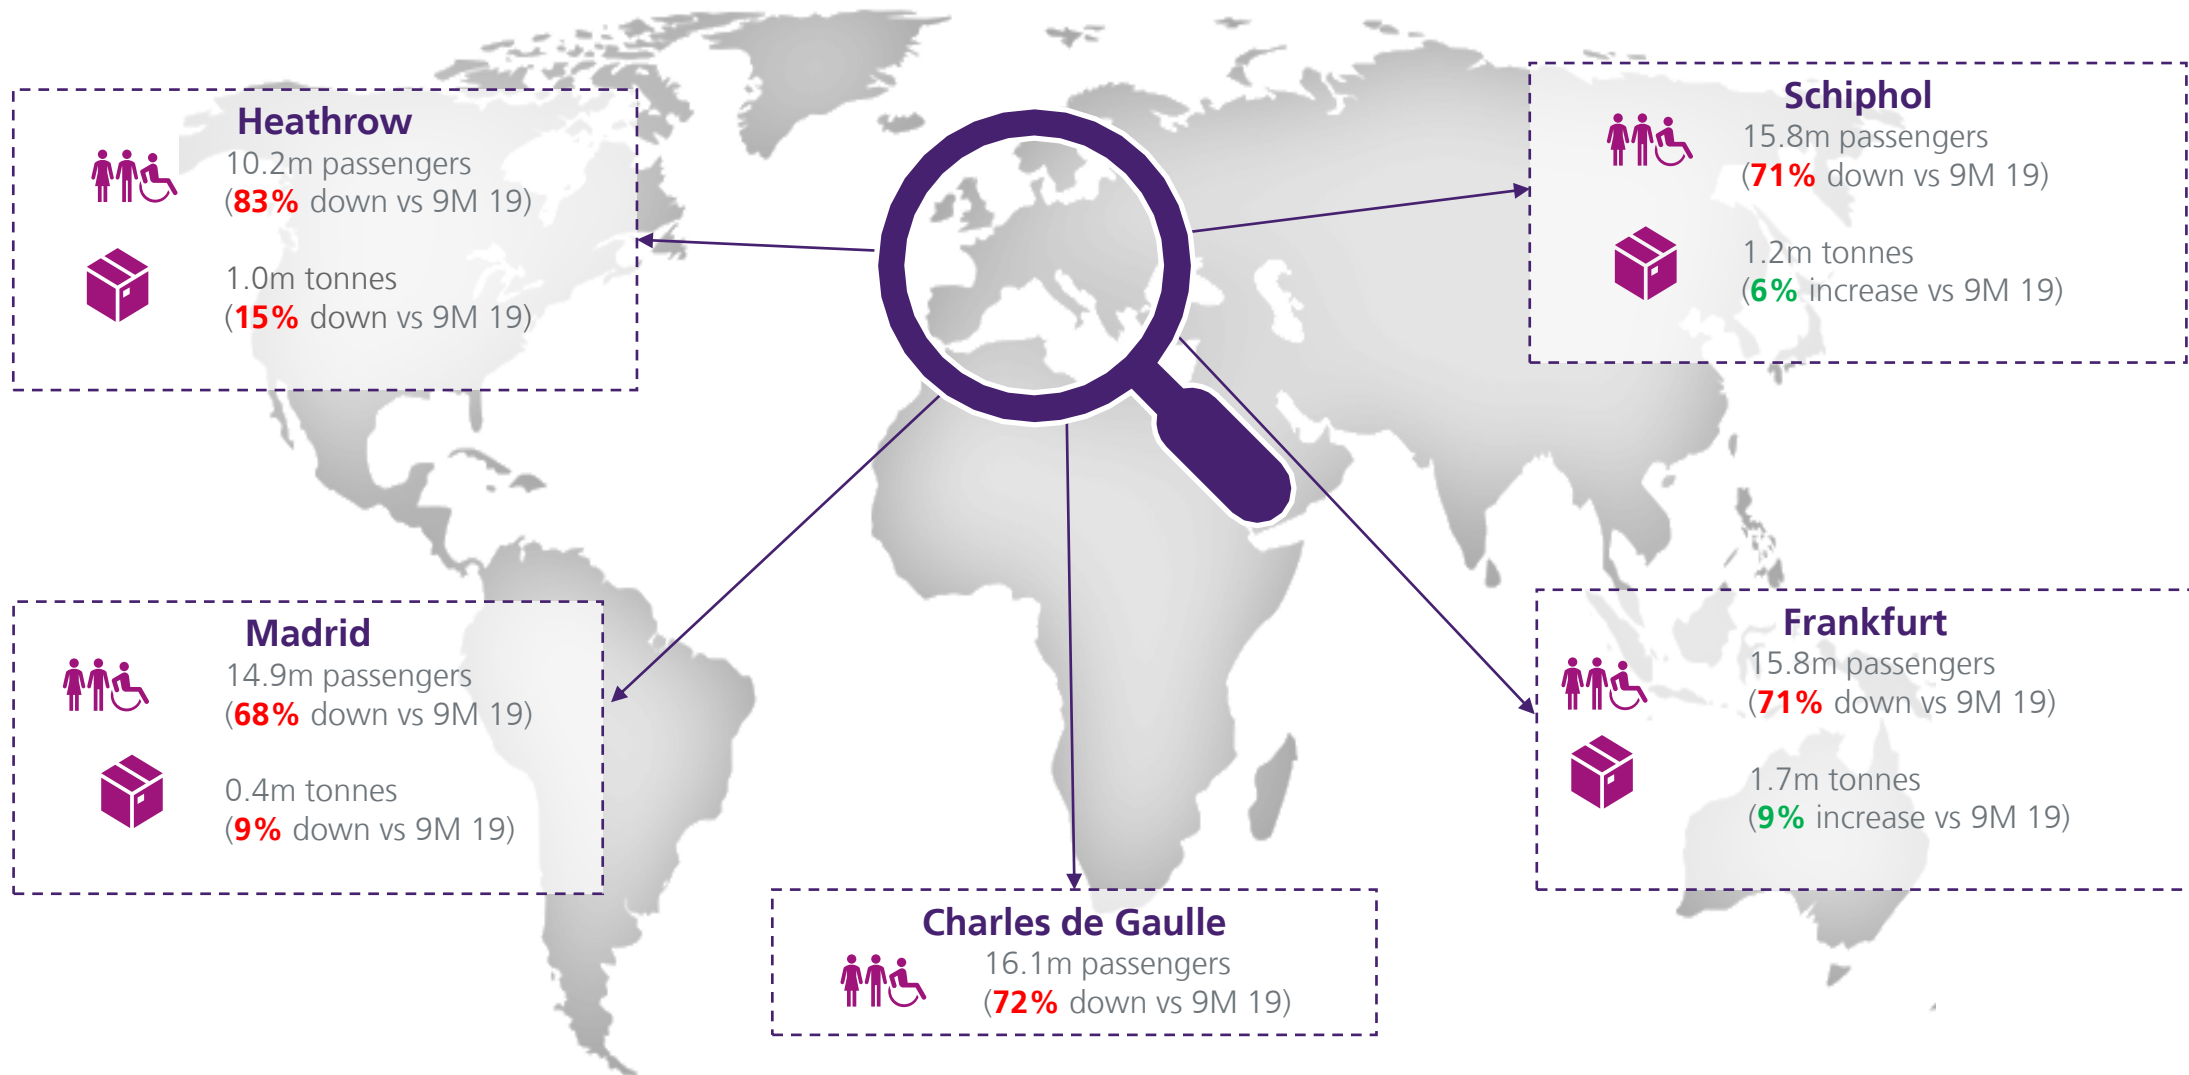 Heathrow
10.2m passengers
(83% down vs 9M 19)
1.0m tonnes
(15% down vs 9M 19)
Schiphol
15.8m passengers
(71% down vs 9M 19)
1.2m tonnes
(6% increase vs 9M 19)
Madrid
14.9m passengers
(68% down vs 9M 19)
0.4m tonnes
(9% down vs 9M 19)
Frankfurt
15.8m passengers
(71% down vs 9M 19)
1.7m tonnes
(9% increase vs 9M 19)
Charles de Gaulle
16.1m passengers
(72% down vs 9M 19)